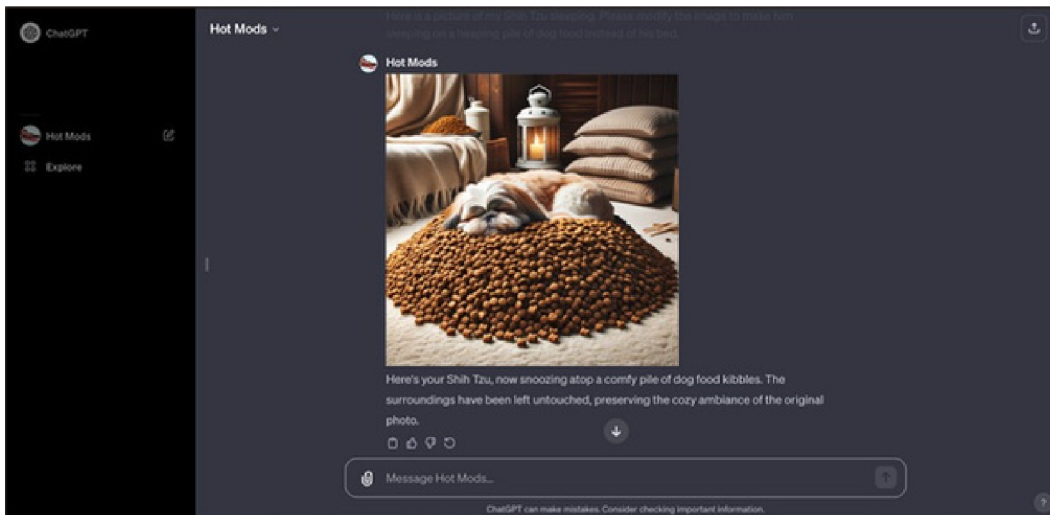 ChatGPT
Hot Mods
Explore
Hot Mods
Here is a picture of my Shih Tzu sleeping. Please modify the image to make him
sleeping on a heaping pile of dog food instead of his bed.
Hot Mods
Here's your Shih Tzu, now snoozing atop a comfy pile of dog food kibbles. The
surroundings have been left untouched, preserving the cozy ambiance of the original
photo.
Message Hot Mods...
ChatGPT can make mistakes. Consider checking important information.
?